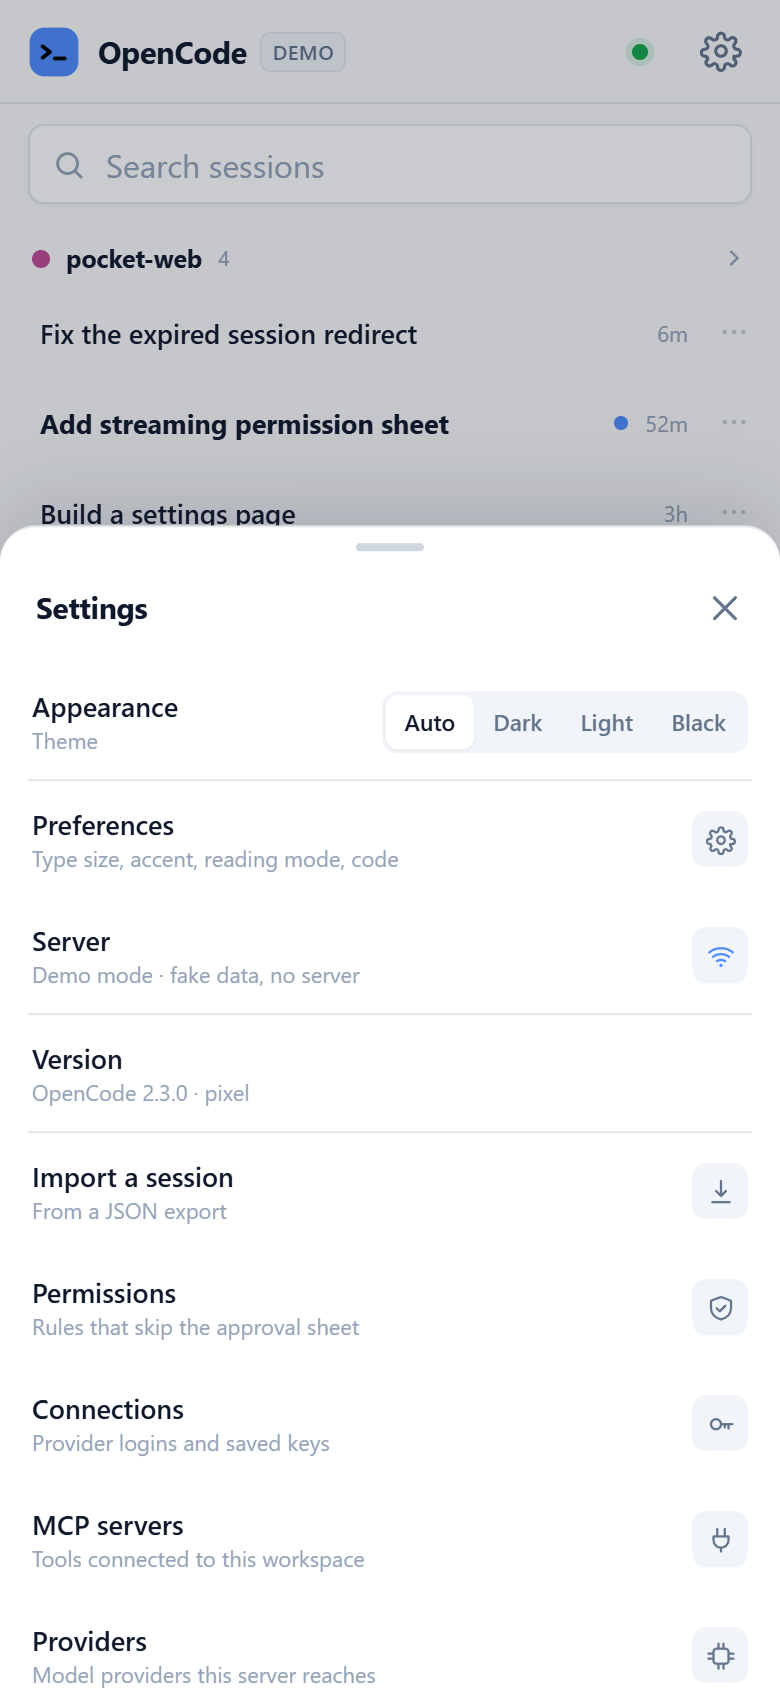 OpenCode DEMO
Search sessions
pocket-web 4
Fix the expired session redirect 6m
Add streaming permission sheet 52m
Build a settings page 3h
Settings
Appearance
Theme
Auto Dark Light Black
Preferences
Type size, accent, reading mode, code
Server
Demo mode · fake data, no server
Version
OpenCode 2.3.0 · pixel
Import a session
From a JSON export
Permissions
Rules that skip the approval sheet
Connections
Provider logins and saved keys
MCP servers
Tools connected to this workspace
Providers
Model providers this server reaches